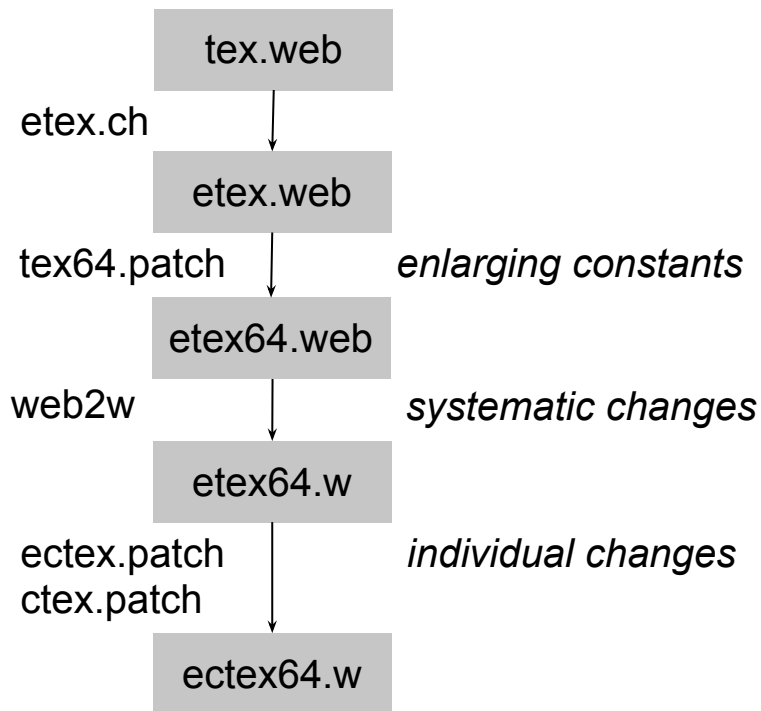 tex.web
etex.ch
etex.web
tex64.patch enlarging constants
etex64.web
web2w systematic changes
etex64.w
ectex.patch individual changes
ctex.patch
ectex64.w